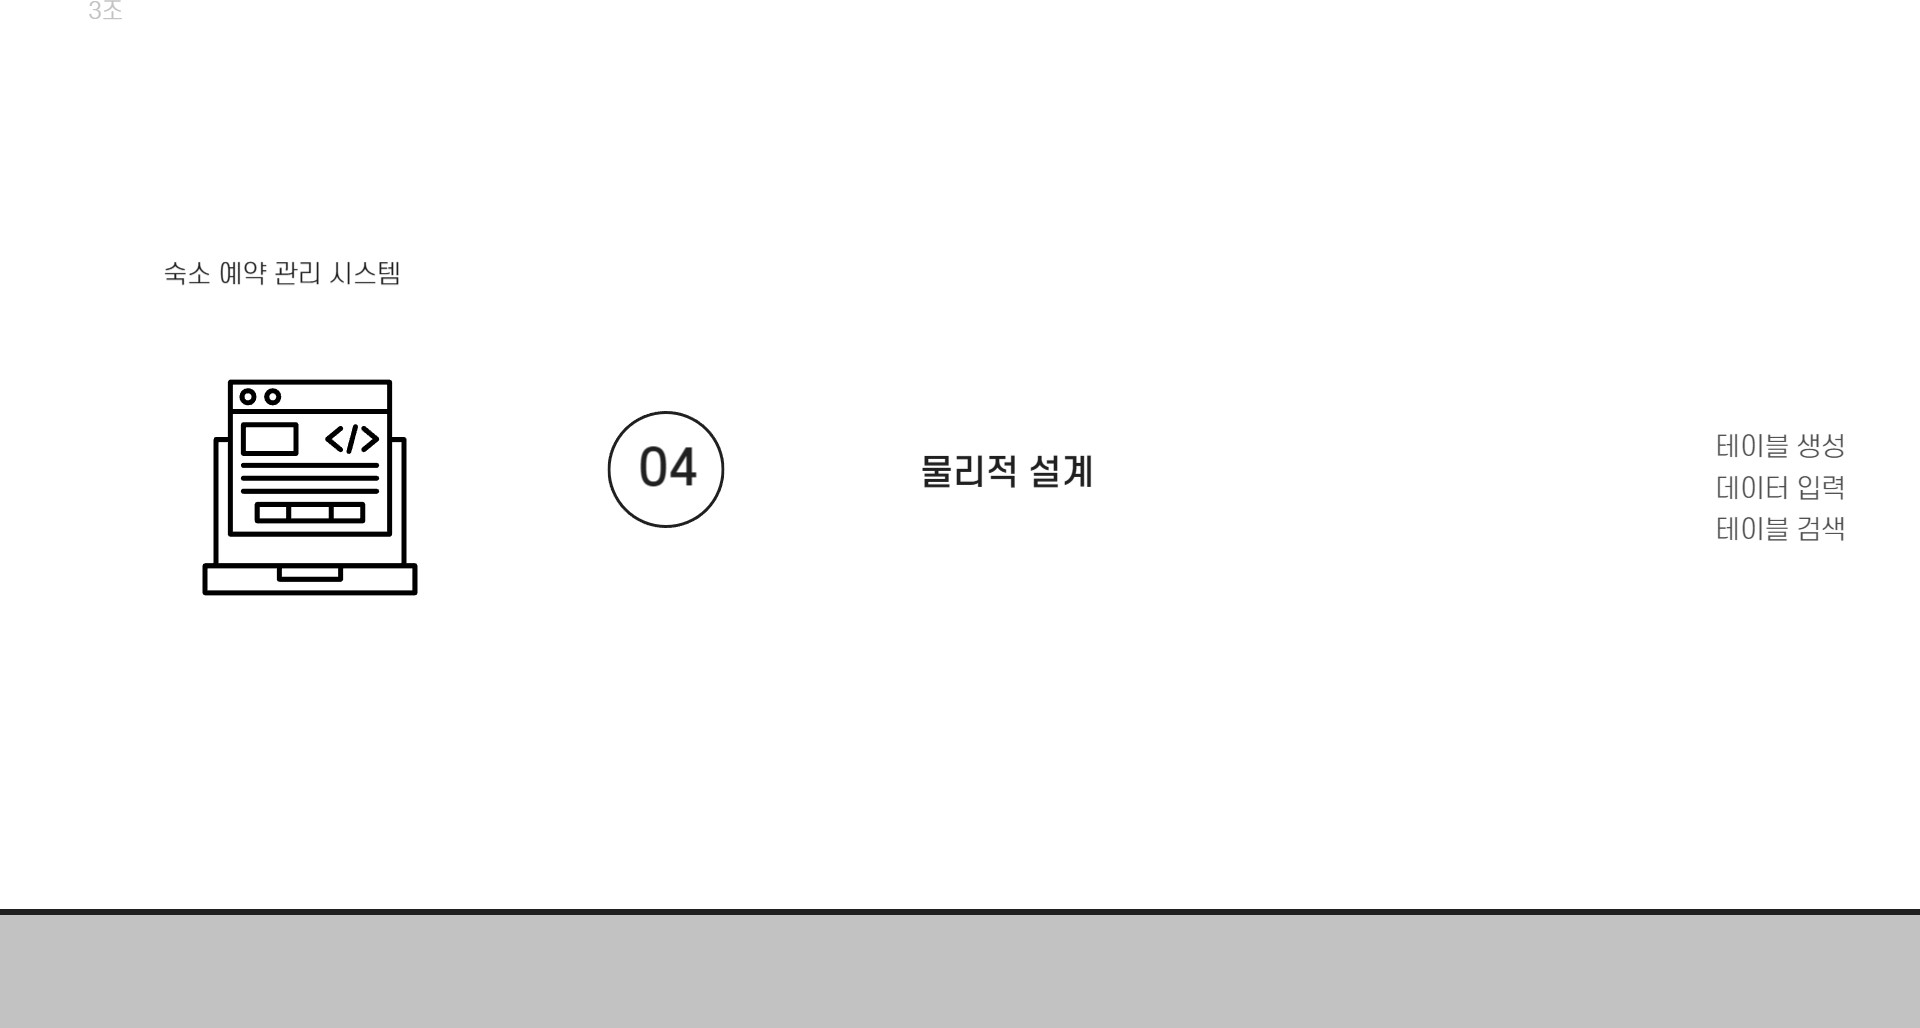 3조
숙소 예약 관리 시스템
</>
04
물리적 설계
테이블 생성
데이터 입력
테이블 검색